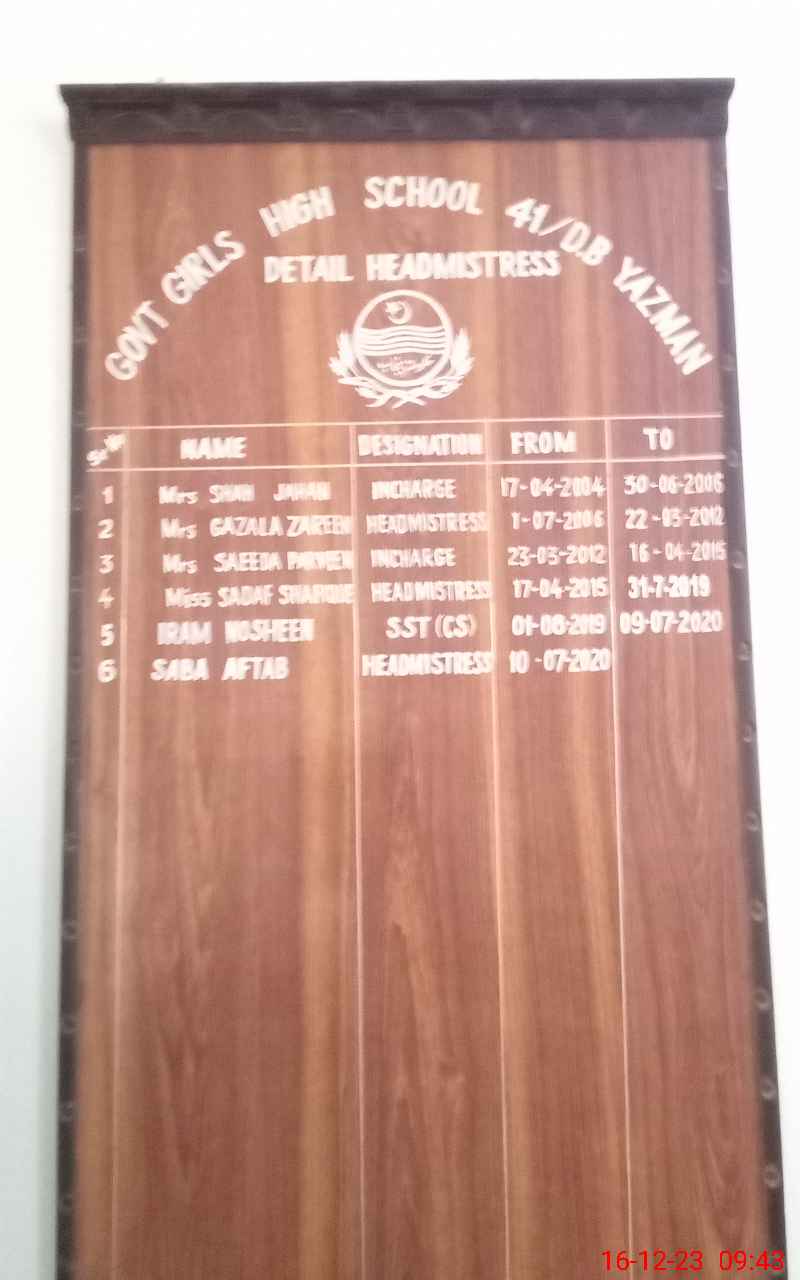 GOVT GIRLS HIGH SCHOOL 41/D.B YAZMAN
DETAIL HEADMISTRESS
Sr No NAME DESIGNATION FROM TO
1 Mrs SHAH JAHAN INCHARGE 17-04-2004 30-06-2006
2 Mrs GAZALA ZAREEN HEADMISTRESS 1-07-2006 22-03-2012
3 Mrs SAEEDA PARVEEN INCHARGE 23-03-2012 16-04-2015
4 Miss SADAF SHAFIQUE HEADMISTRESS 17-04-2015 31-7-2019
5 IRAM NOSHEEN SST (CS) 01-08-2019 09-07-2020
6 SABA AFTAB HEADMISTRESS 10-07-2020
16-12-23 09:43